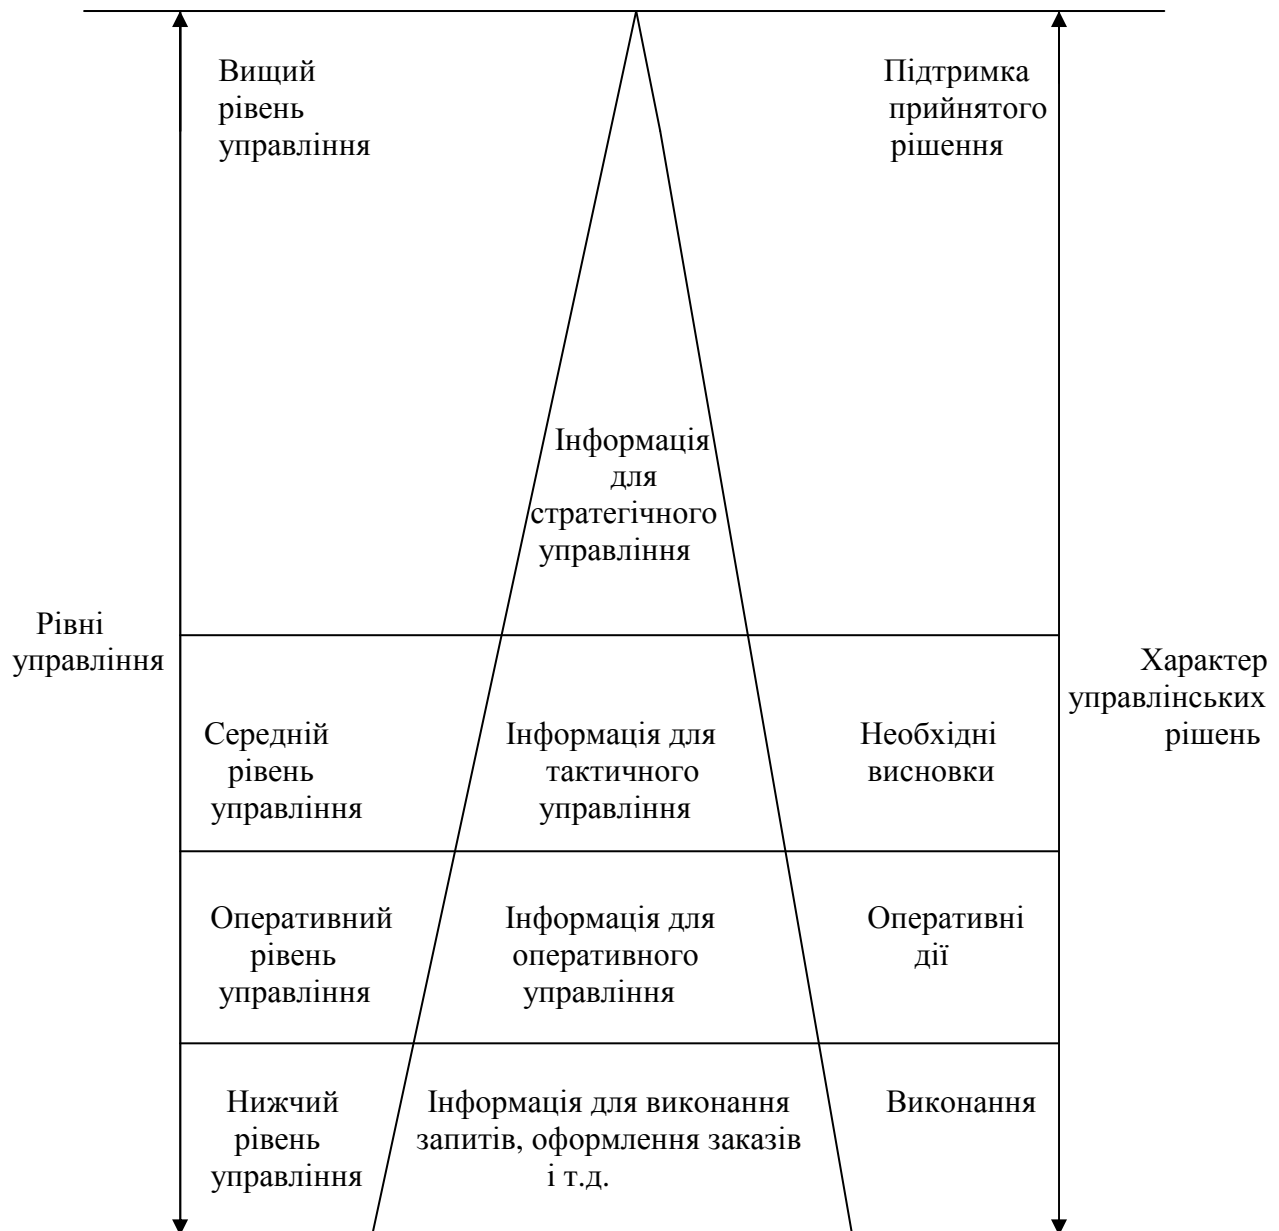 Вищий
рівень
управління
Підтримка
прийнятого
рішення
Інформація
для
стратегічного
управління
Рівні
управління
Характер
управлінських
рішень
Середній
рівень
управління
Інформація для
тактичного
управління
Необхідні
висновки
Оперативний
рівень
управління
Інформація для
оперативного
управління
Оперативні
дії
Нижчий
рівень
управління
Інформація для виконання
запитів, оформлення заказів
і т.д.
Виконання